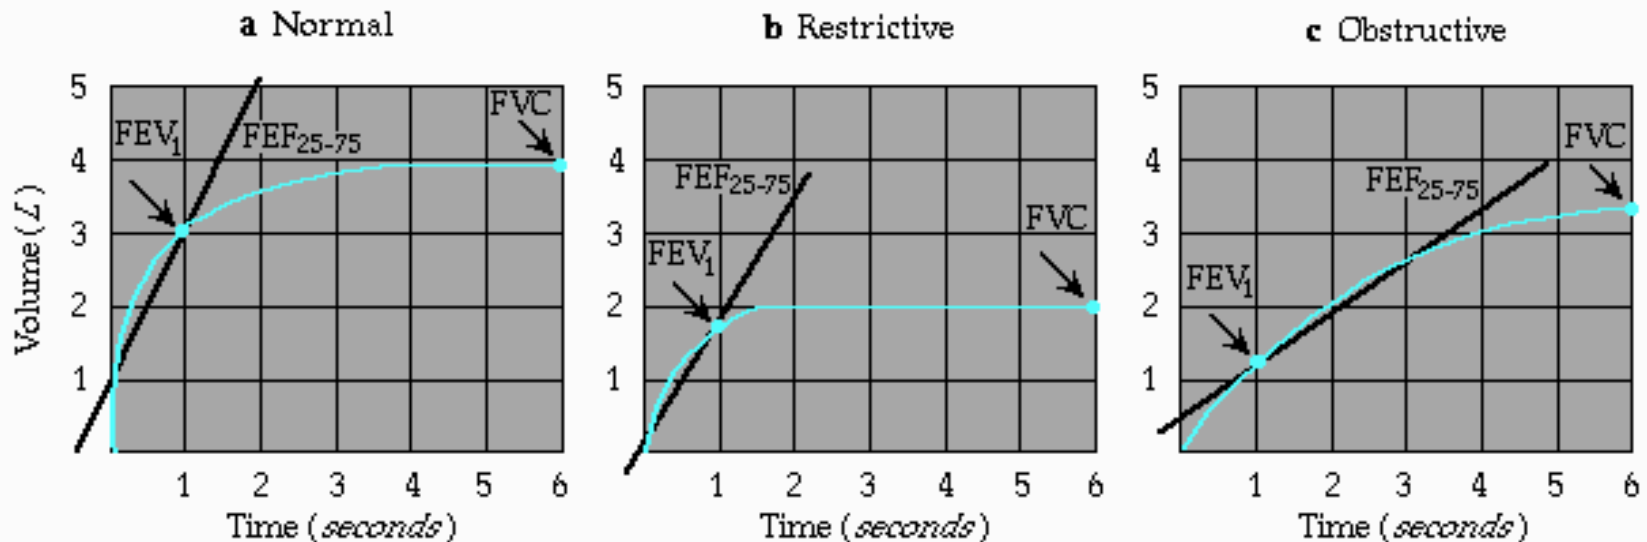 a Normal
5
4
3
2
1
Volume (L)
FEV1
FEF25-75
FVC
1 2 3 4 5 6
Time (seconds)
b Restrictive
5
4
3
2
1
FEF25-75
FEV1
FVC
1 2 3 4 5 6
Time (seconds)
c Obstructive
5
4
3
2
1
FVC
FEF25-75
FEV1
1 2 3 4 5 6
Time (seconds)